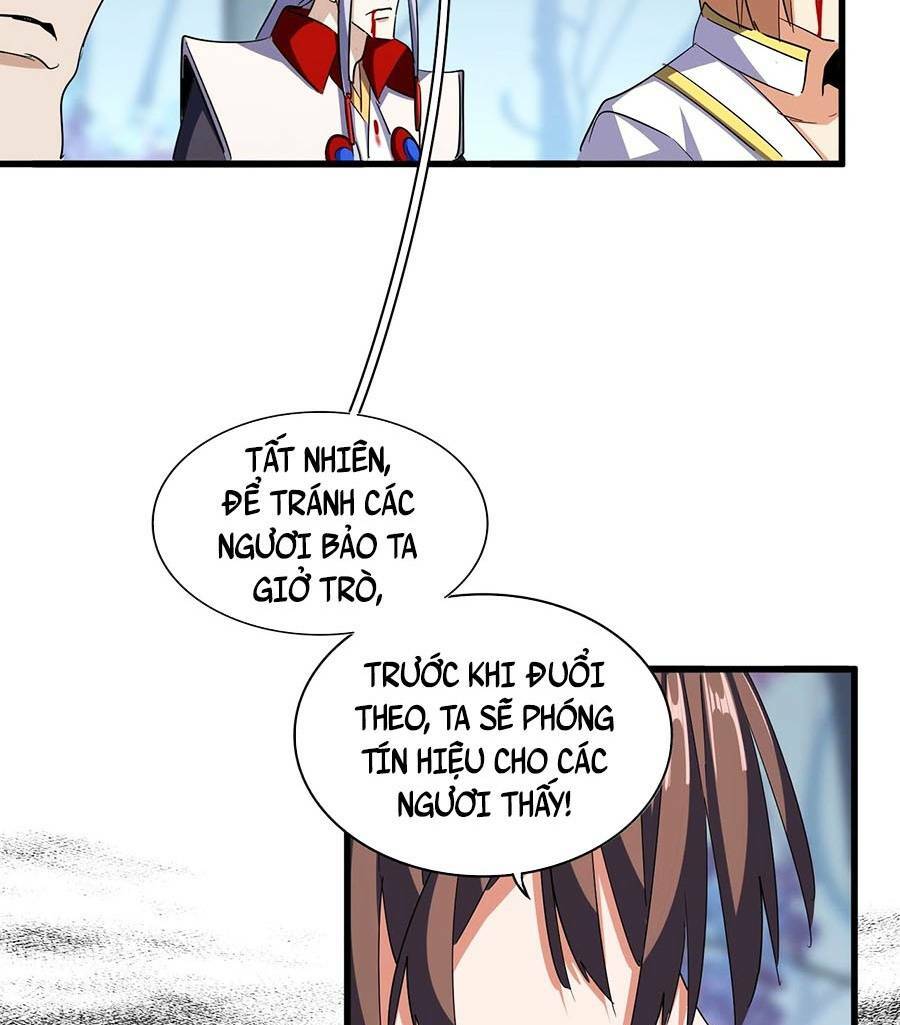 TẤT NHIÊN,
ĐỂ TRÁNH CÁC
NGƯƠI BẢO TA
GIỞ TRÒ,
TRƯỚC KHI ĐUỔI
THEO, TA SẼ PHÓNG
TÍN HIỆU CHO CÁC
NGƯƠI THẤY!